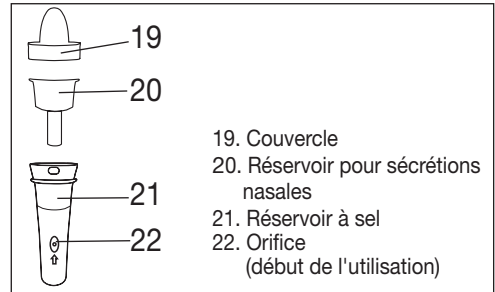 19
20
21
22
19. Couvercle
20. Réservoir pour sécrétions
nasales
21. Réservoir à sel
22. Orifice
(début de l'utilisation)